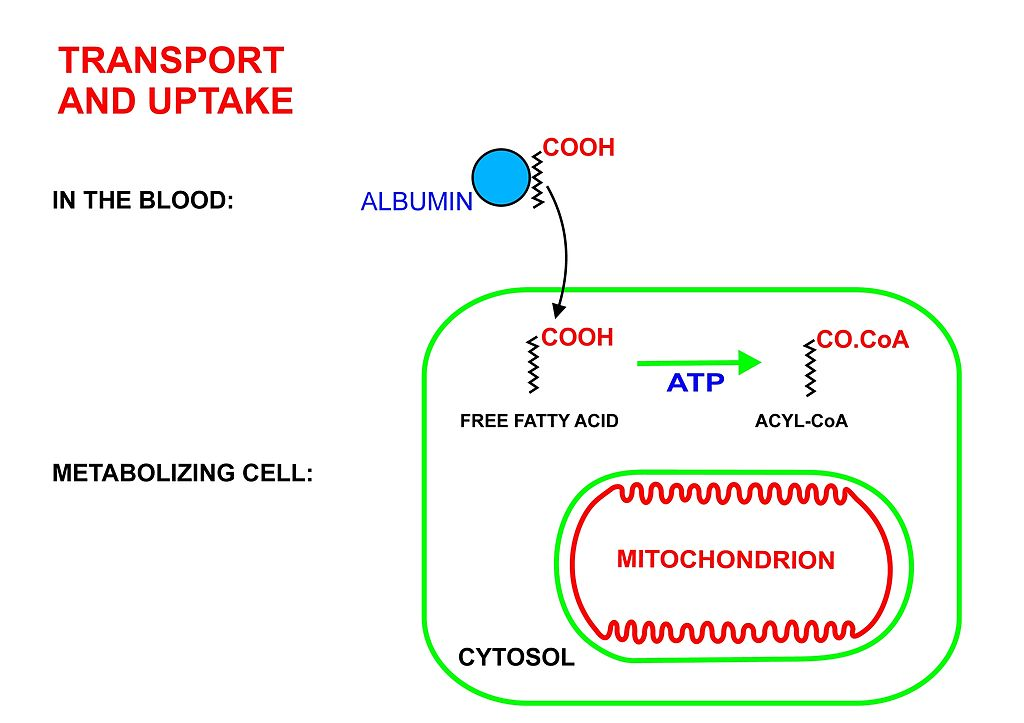 TRANSPORT
AND UPTAKE
COOH
IN THE BLOOD:
ALBUMIN
COOH
CO.CoA
ATP
FREE FATTY ACID
ACYL-CoA
METABOLIZING CELL:
MITOCHONDRION
CYTOSOL